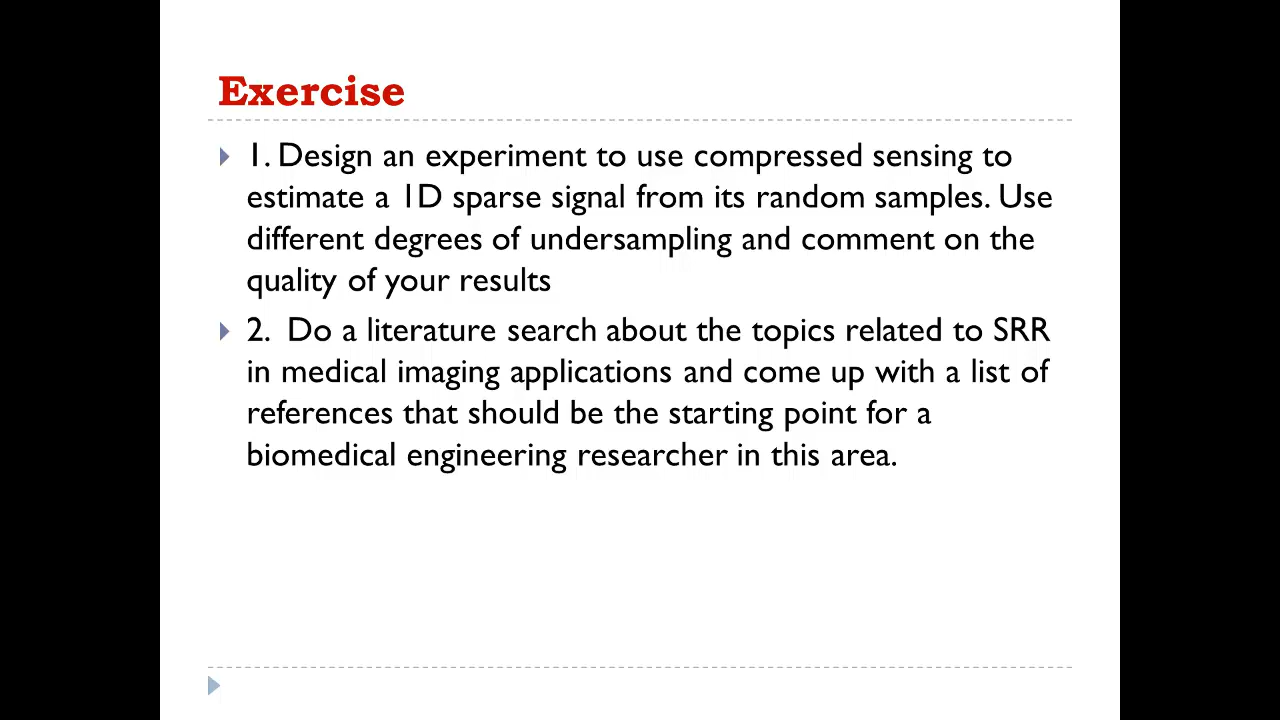 Exercise
1. Design an experiment to use compressed sensing to
estimate a 1D sparse signal from its random samples. Use
different degrees of undersampling and comment on the
quality of your results
2. Do a literature search about the topics related to SRR
in medical imaging applications and come up with a list of
references that should be the starting point for a
biomedical engineering researcher in this area.